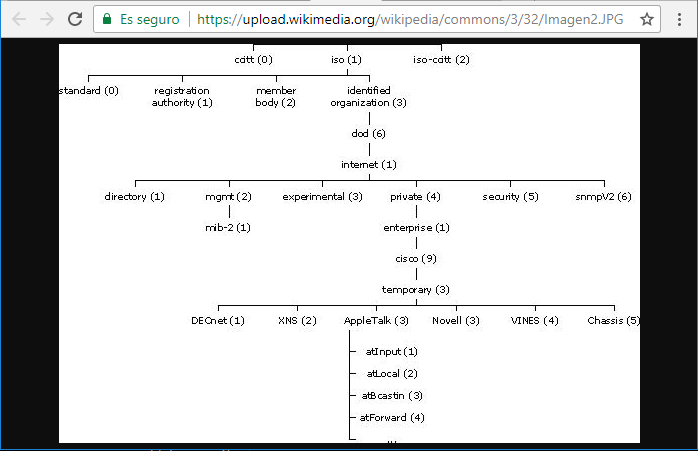 Es seguro https://upload.wikimedia.org/wikipedia/commons/3/32/Imagen2.JPG
ccitt (0) iso (1) iso-ccitt (2)
standard (0) registration authority (1) member body (2) identified organization (3)
dod (6)
internet (1)
directory (1) mgmt (2) experimental (3) private (4) security (5) snmpV2 (6)
mib-2 (1) enterprise (1)
cisco (9)
temporary (3)
DECnet (1) XNS (2) AppleTalk (3) Novell (3) VINES (4) Chassis (5)
atInput (1)
atLocal (2)
atBcastin (3)
atForward (4)
...